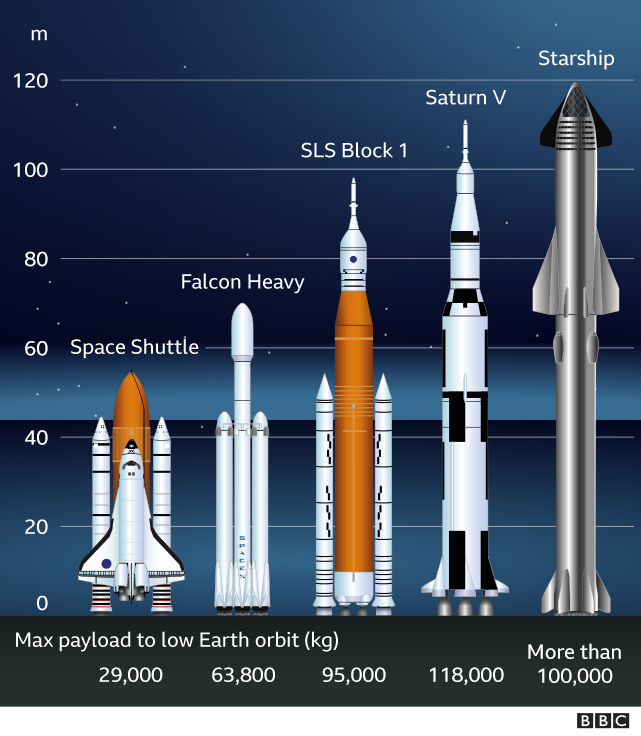 m
Starship
120
Saturn V
SLS Block 1
100
80
Falcon Heavy
Space Shuttle
60
40
20
SPACEX
0
Max payload to low Earth orbit (kg)
29,000
63,800
95,000
118,000
More than
100,000
BBC